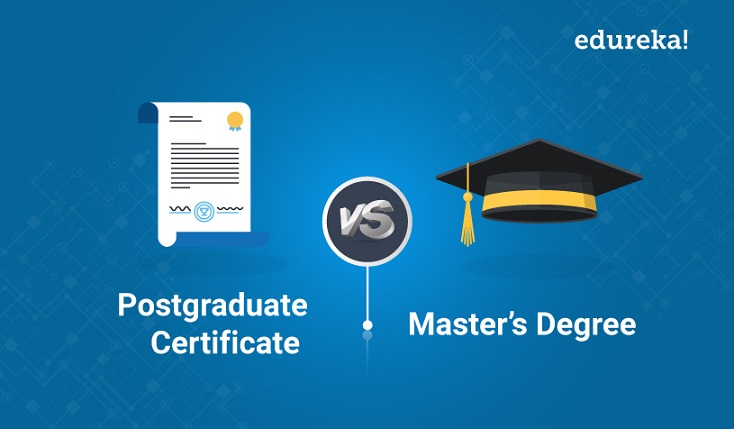 edureka!
VS
Postgraduate
Certificate
Master's Degree